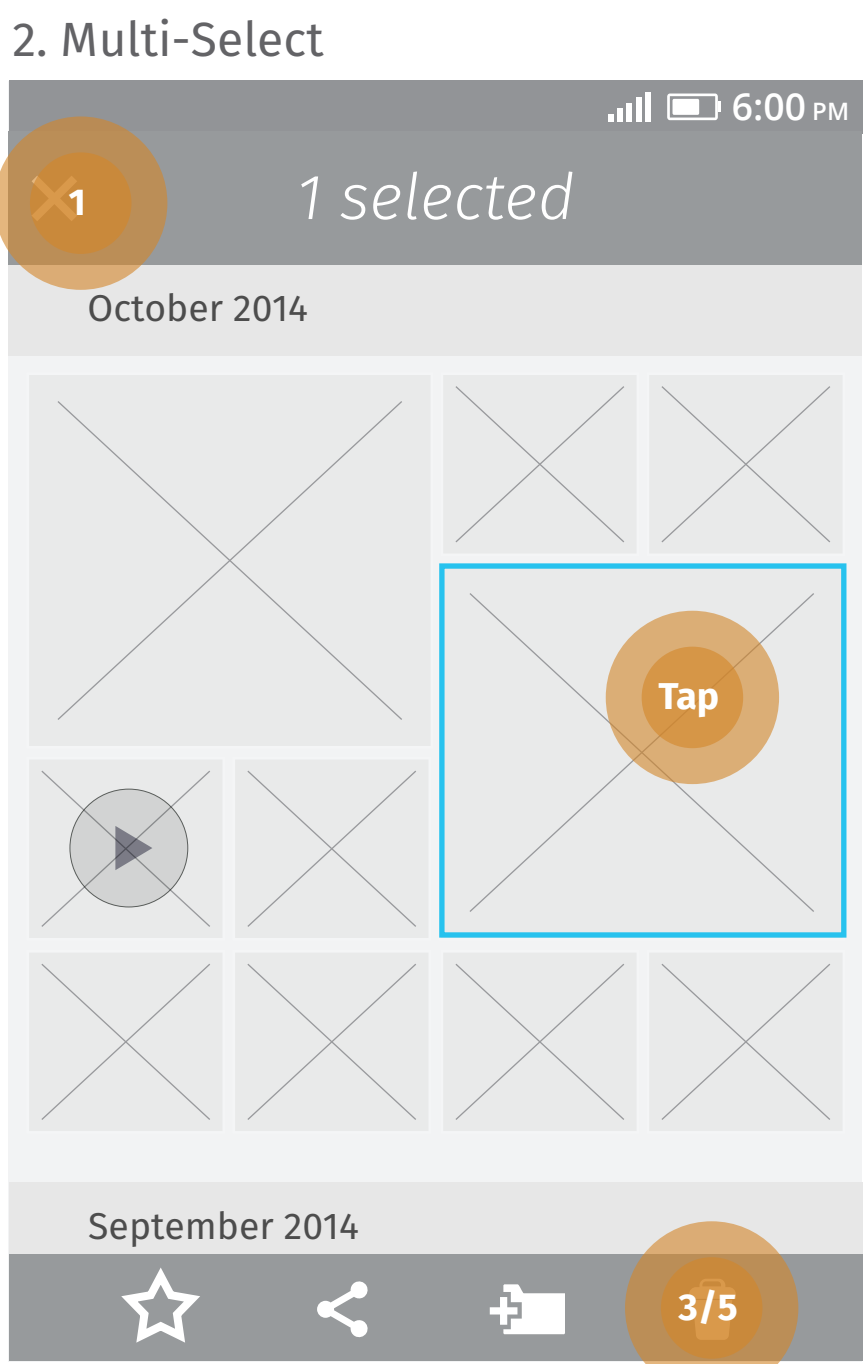 2. Multi-Select
6:00 PM
1
1 selected
October 2014
Tap
September 2014
3/5